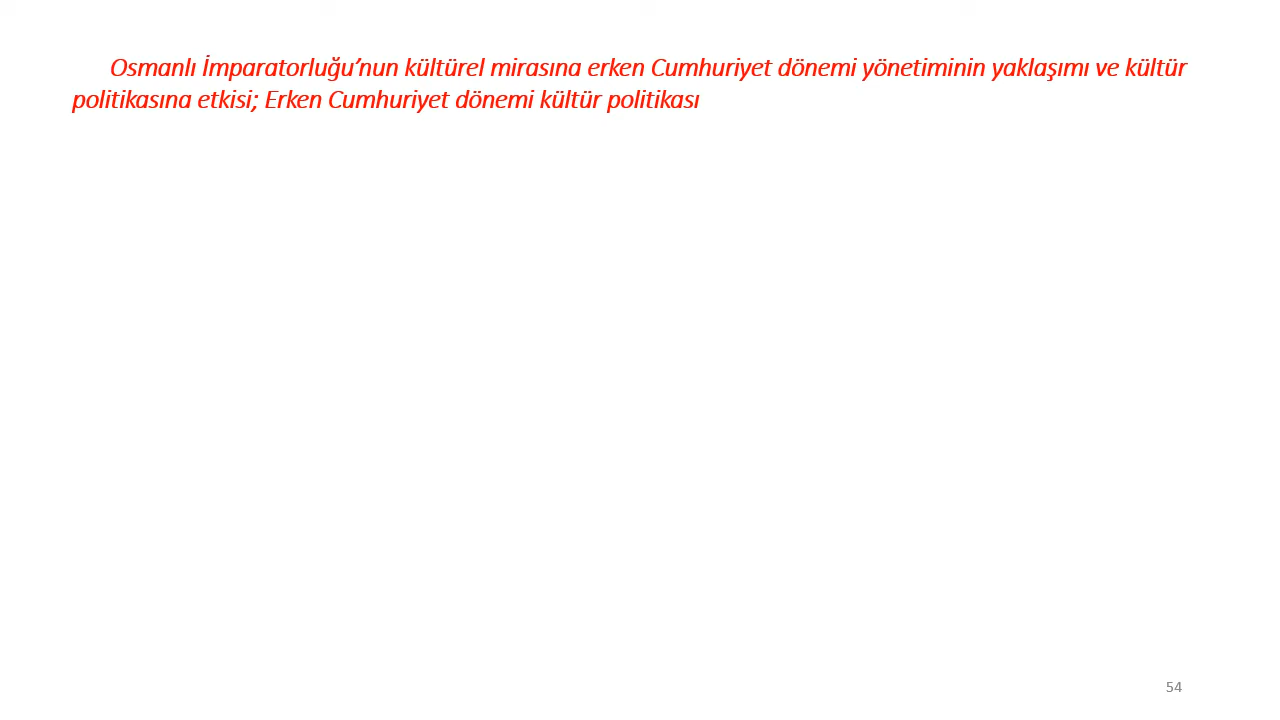 Osmanlı İmparatorluğu’nun kültürel mirasına erken Cumhuriyet dönemi yönetiminin yaklaşımı ve kültür
politikasına etkisi; Erken Cumhuriyet dönemi kültür politikası
54